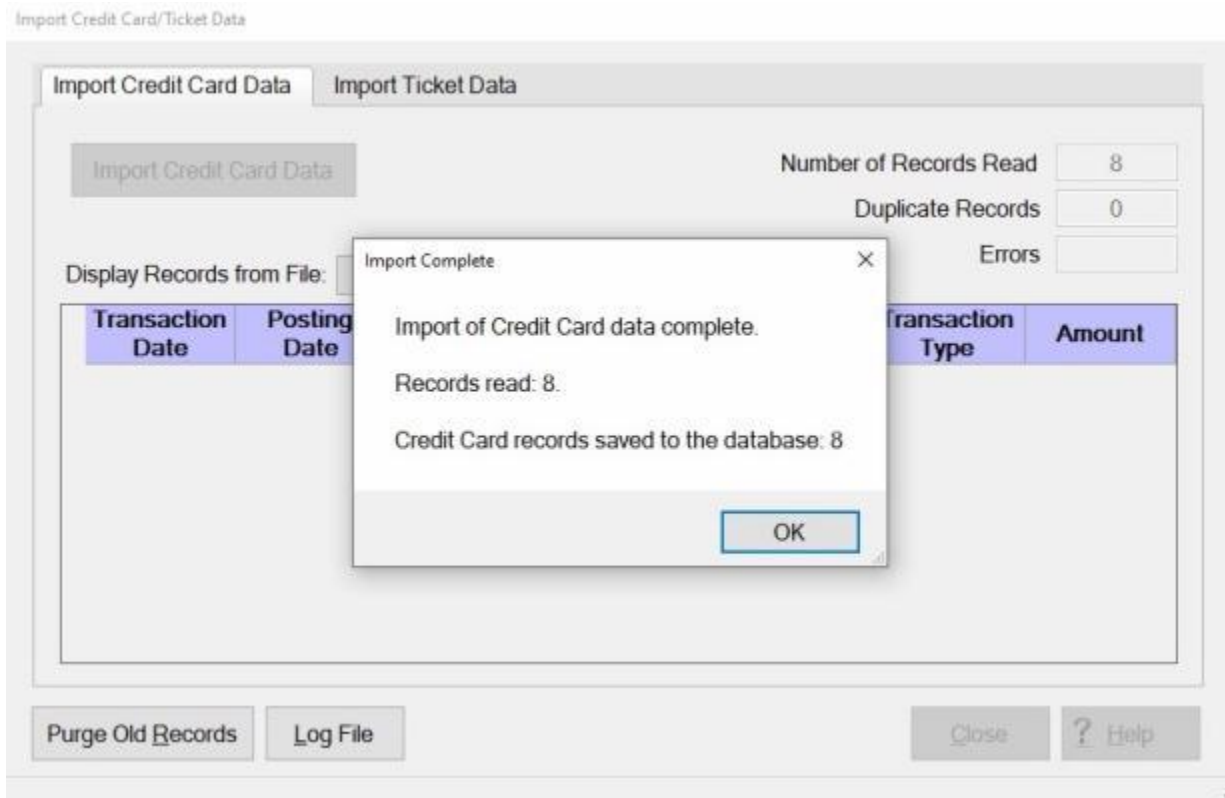 Import Credit Card/Ticket Data
Import Credit Card Data
Import Ticket Data
Import Credit Card Data
Number of Records Read 8
Duplicate Records 0
Errors
Display Records from File:
Import Complete
Import of Credit Card data complete.
Records read: 8.
Credit Card records saved to the database: 8
OK
Transaction Date
Posting Date
Transaction Type
Amount
Purge Old Records
Log File
Close
? Help